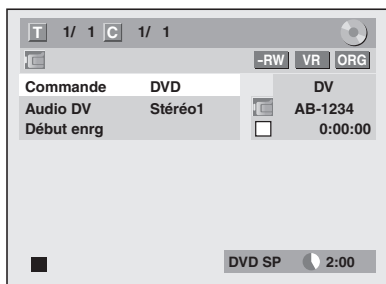 T 1/ 1 C 1/ 1
-RW VR ORG
Commande DVD DV
Audio DV Stéréo1 AB-1234
Début enrg 0:00:00
DVD SP 2:00